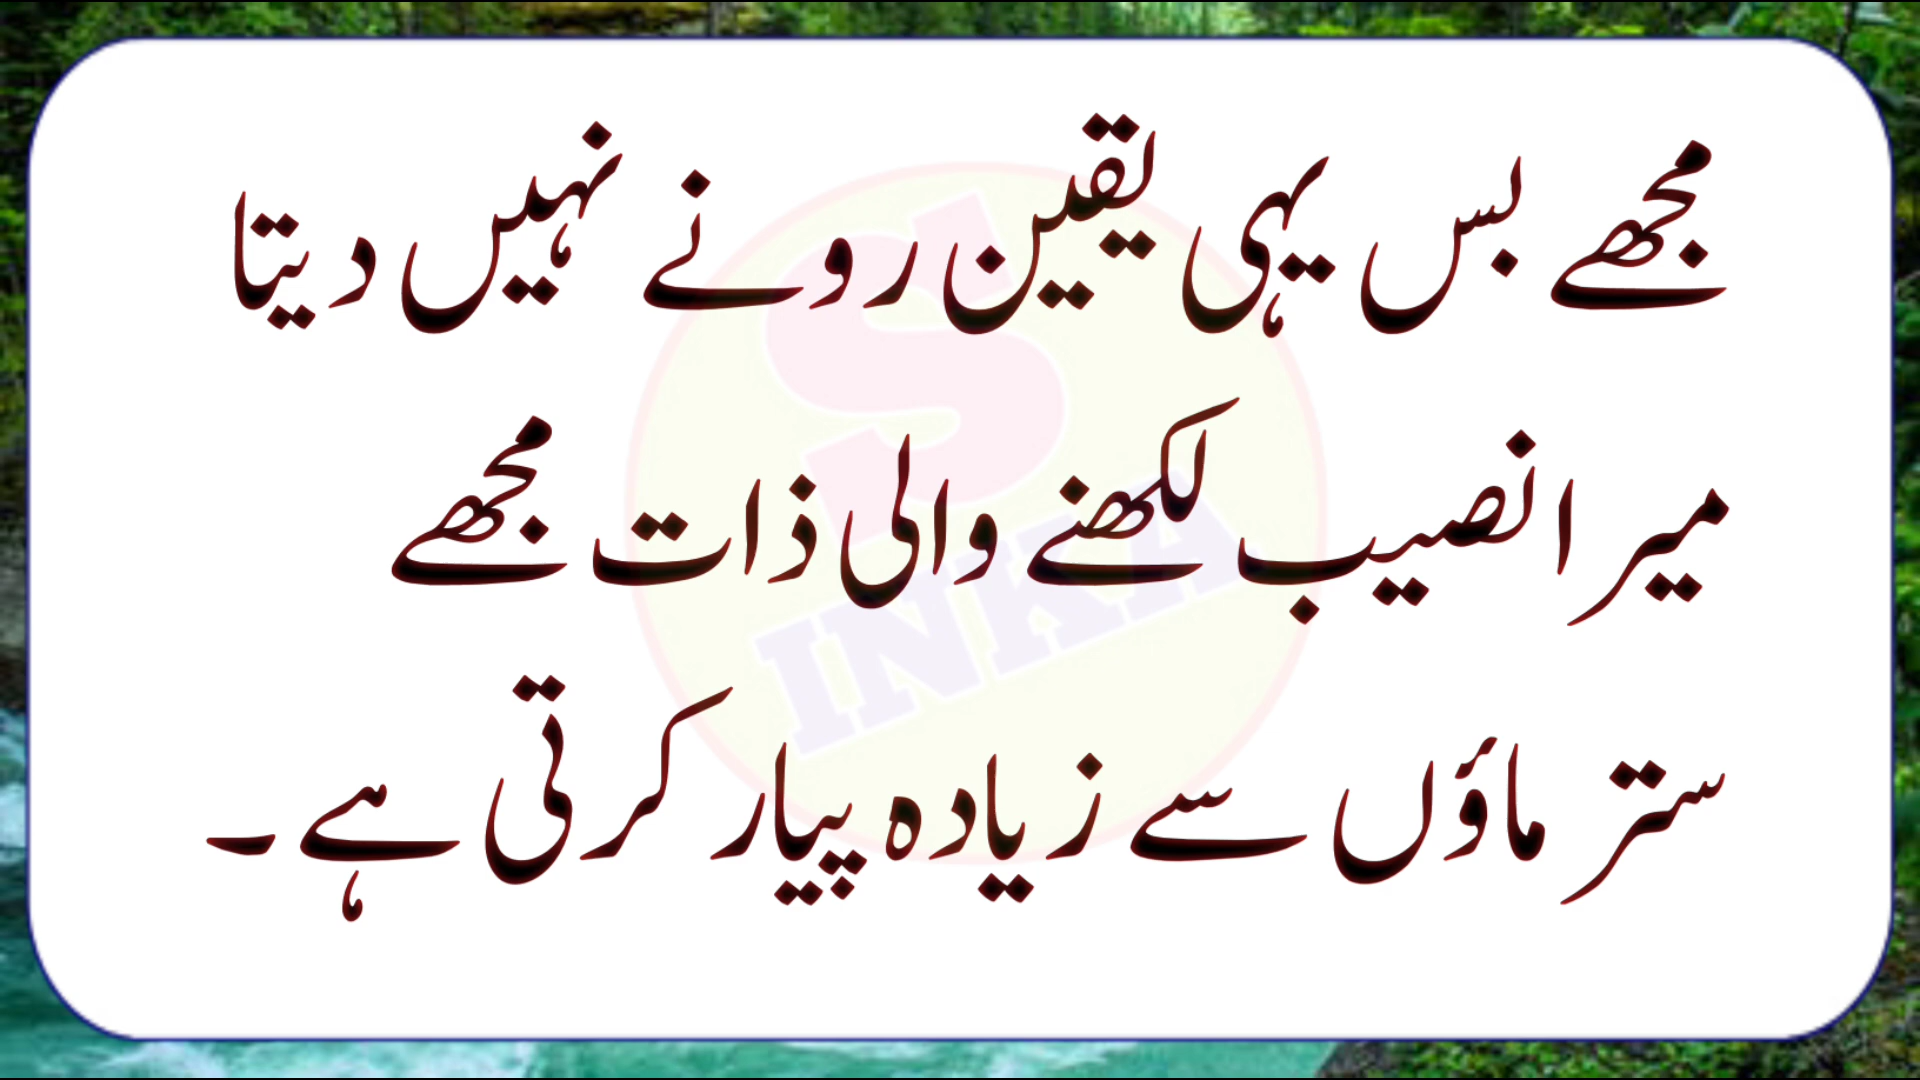 مجھے بس یہی یقین رونے نہیں دیتا
میرا نصیب لکھنے والی ذات مجھے
ستر ماؤں سے زیادہ پیار کرتی ہے ۔
S
INKA